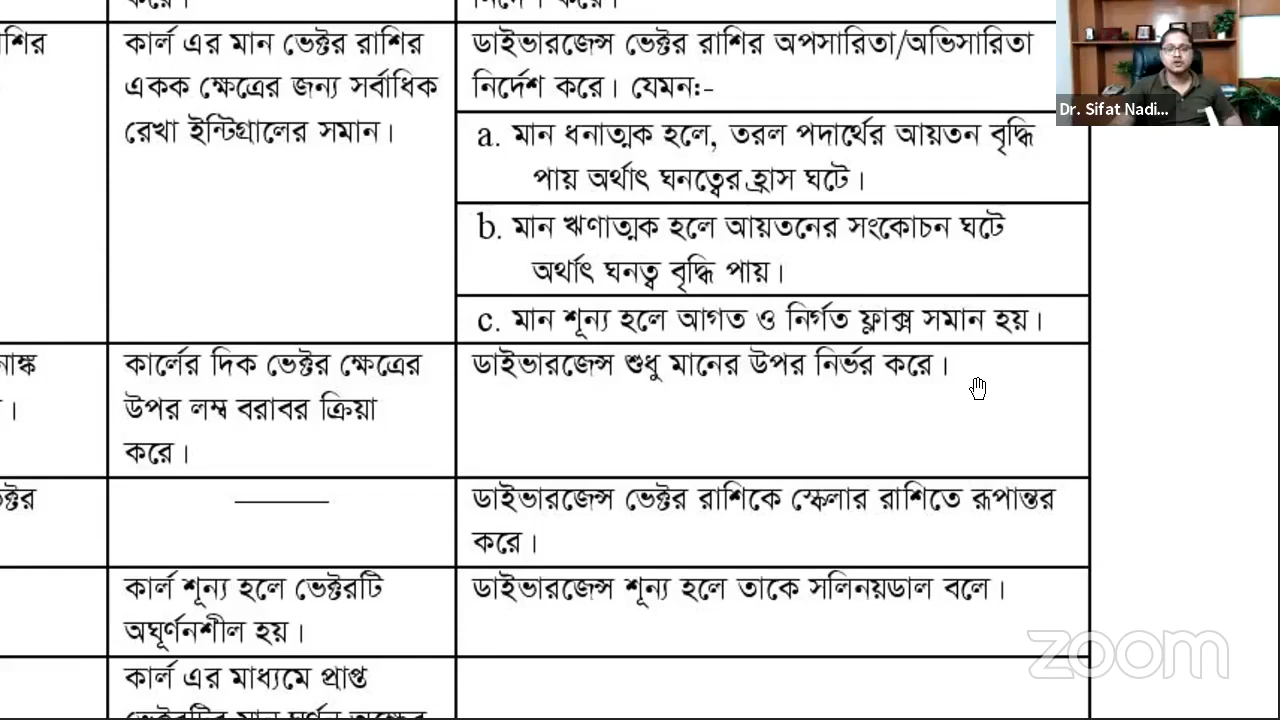 করে।
নির্দেশ করে।
াশির
কার্ল এর মান ভেক্টর রাশির
একক ক্ষেত্রের জন্য সর্বাধিক
রেখা ইন্টিগ্রালের সমান।
ডাইভারজেন্স ভেক্টর রাশির অপসারিতা/অভিসারিতা
নির্দেশ করে। যেমনঃ-
a. মান ধনাত্মক হলে, তরল পদার্থের আয়তন বৃদ্ধি
পায় অর্থাৎ ঘনত্বের হ্রাস ঘটে।
b. মান ঋণাত্মক হলে আয়তনের সংকোচন ঘটে
অর্থাৎ ঘনত্ব বৃদ্ধি পায়।
c. মান শূন্য হলে আগত ও নির্গত ফ্লাক্স সমান হয়।
নাঙ্ক
।
কার্লের দিক ভেক্টর ক্ষেত্রের
উপর লম্ব বরাবর ক্রিয়া
করে।
ডাইভারজেন্স শুধু মানের উপর নির্ভর করে।
ক্টর
ডাইভারজেন্স ভেক্টর রাশিকে স্কেলার রাশিতে রূপান্তর
করে।
কার্ল শূন্য হলে ভেক্টরটি
অঘূর্ণনশীল হয়।
ডাইভারজেন্স শূন্য হলে তাকে সলিনয়ডাল বলে।
কার্ল এর মাধ্যমে প্রাপ্ত
Dr. Sifat Nadi...
zoom